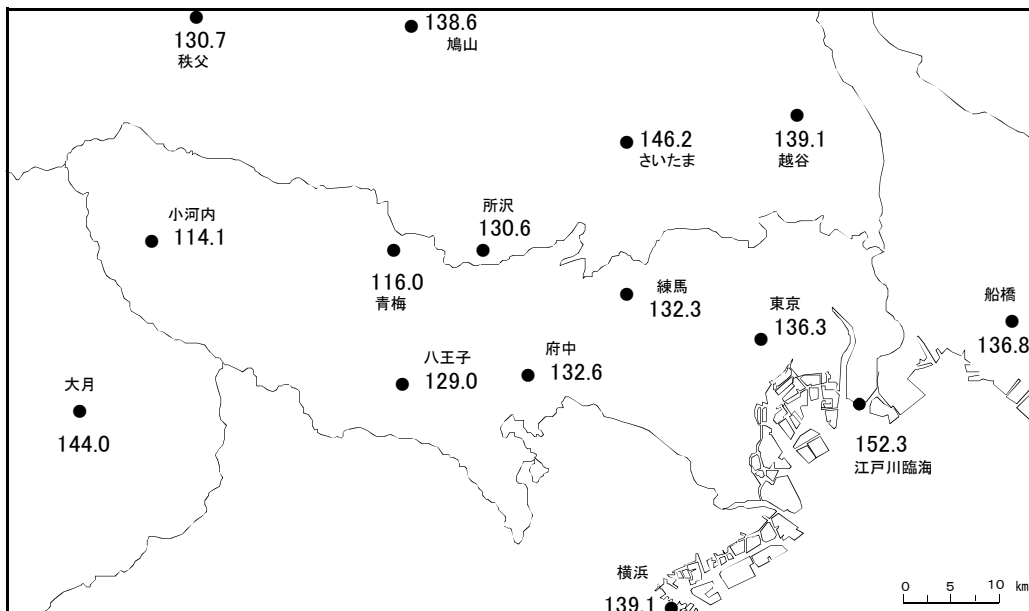 130.7
秩父
138.6
鳩山
146.2
さいたま
139.1
越谷
小河内
114.1
所沢
130.6
116.0
青梅
練馬
132.3
東京
136.3
船橋
136.8
八王子
129.0
府中
132.6
大月
144.0
152.3
江戸川臨海
横浜
139.1
0 5 10 km